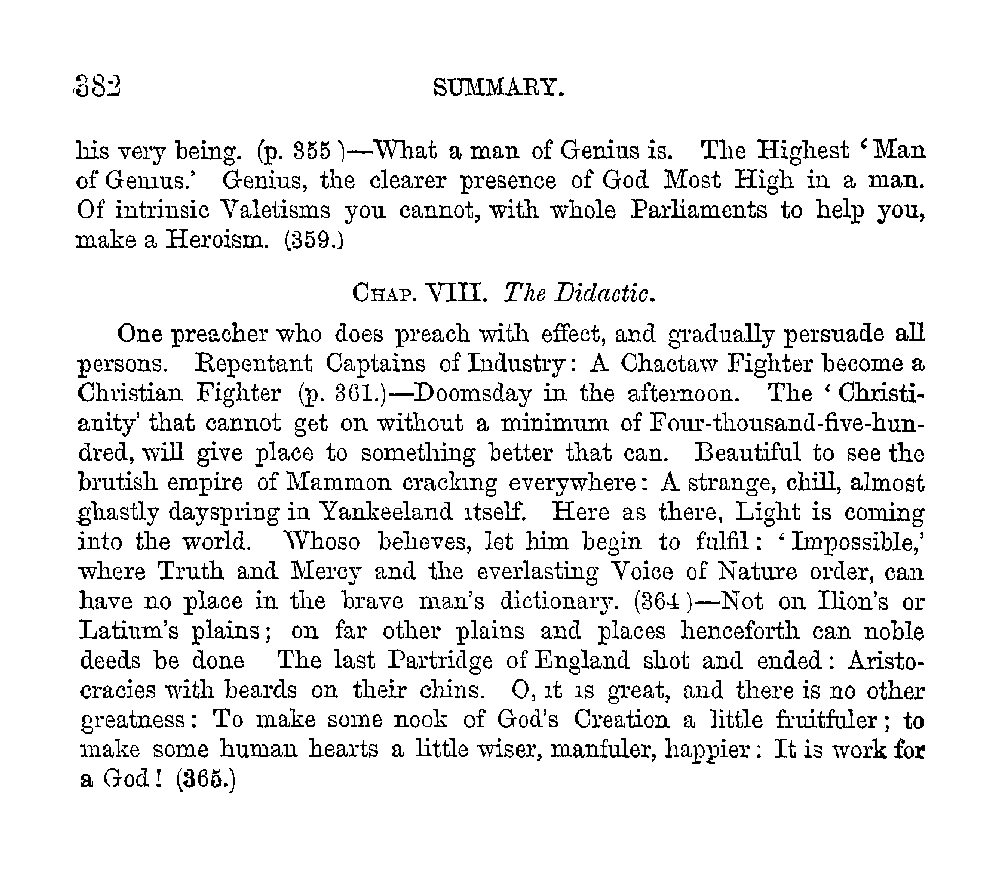 382 SUMMARY.
his very being. (p. 355 )—What a man of Genius is. The Highest ‘Man
of Genius.’ Genius, the clearer presence of God Most High in a man.
Of intrinsic Valetisms you cannot, with whole Parliaments to help you,
make a Heroism. (359.)
CHAP. VIII. The Didactic.
One preacher who does preach with effect, and gradually persuade all
persons. Repentant Captains of Industry: A Chactaw Fighter become a
Christian Fighter (p. 361.)—Doomsday in the afternoon. The ‘Christi-
anity’ that cannot get on without a minimum of Four-thousand-five-hun-
dred, will give place to something better that can. Beautiful to see the
brutish empire of Mammon cracking everywhere: A strange, chill, almost
ghastly dayspring in Yankeeland itself. Here as there, Light is coming
into the world. Whoso believes, let him begin to fulfil: ‘Impossible,’
where Truth and Mercy and the everlasting Voice of Nature order, can
have no place in the brave man’s dictionary. (364)—Not on Ilion’s or
Latium’s plains; on far other plains and places henceforth can noble
deeds be done The last Partridge of England shot and ended: Aristo-
cracies with beards on their chins. O, it is great, and there is no other
greatness: To make some nook of God’s Creation a little fruitfuler; to
make some human hearts a little wiser, manfuler, happier: It is work for
a God! (365.)